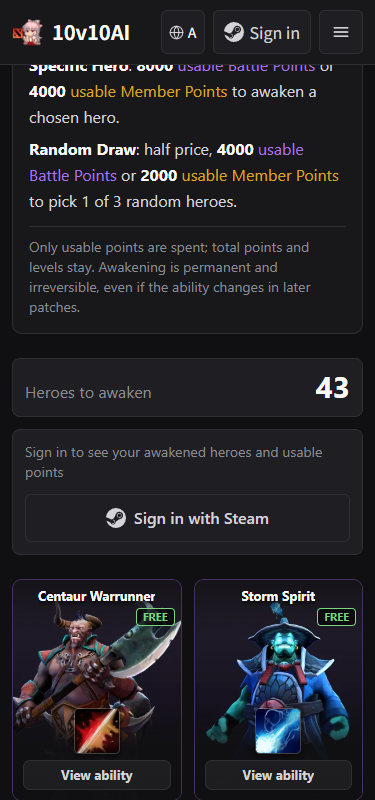 10v10AI
A
Sign in
Specific Hero: 8000 usable Battle Points or
4000 usable Member Points to awaken a
chosen hero.
Random Draw: half price, 4000 usable
Battle Points or 2000 usable Member Points
to pick 1 of 3 random heroes.
Only usable points are spent; total points and
levels stay. Awakening is permanent and
irreversible, even if the ability changes in later
patches.
Heroes to awaken
43
Sign in to see your awakened heroes and usable
points
Sign in with Steam
Centaur Warrunner
FREE
View ability
Storm Spirit
FREE
View ability